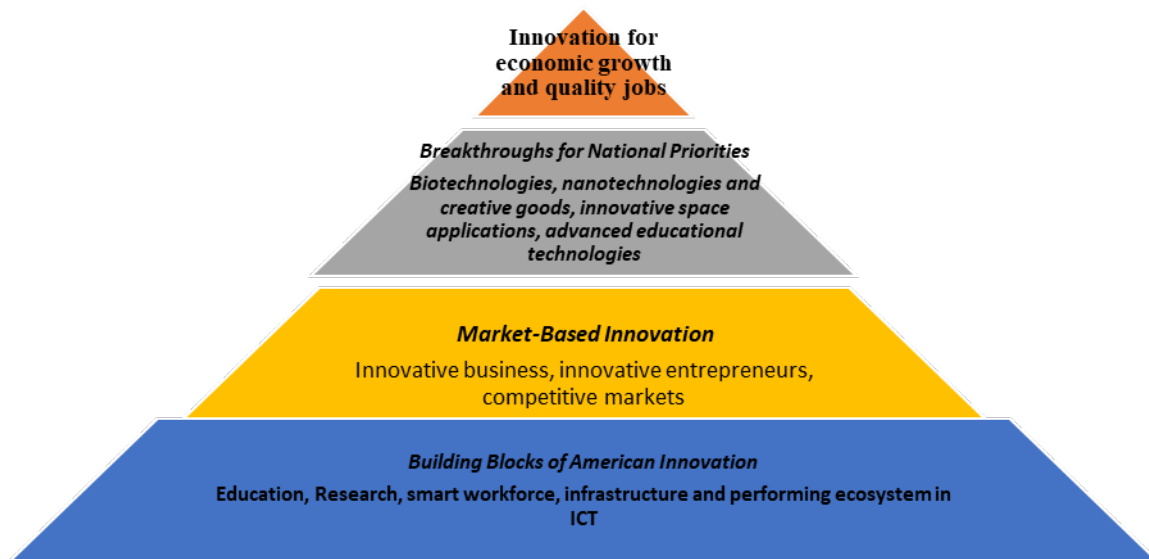 Innovation for
economic growth
and quality jobs
Breakthroughs for National Priorities
Biotechnologies, nanotechnologies and
creative goods, innovative space
applications, advanced educational
technologies
Market-Based Innovation
Innovative business, innovative entrepreneurs,
competitive markets
Building Blocks of American Innovation
Education, Research, smart workforce, infrastructure and performing ecosystem in
ICT